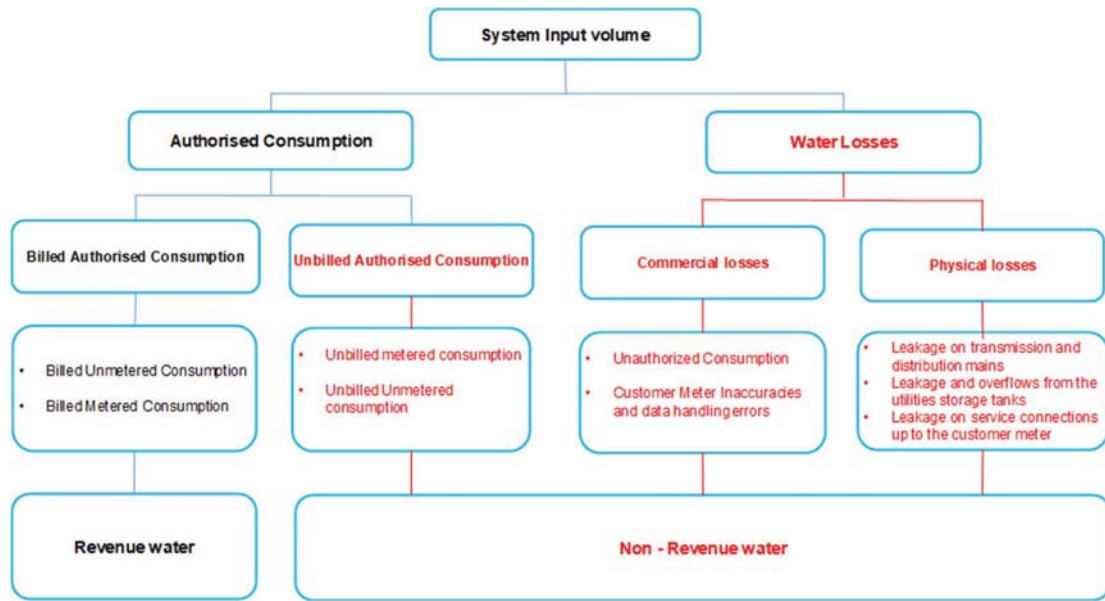 System Input volume
Authorised Consumption
Water Losses
Billed Authorised Consumption
Unbilled Authorised Consumption
Commercial losses
Physical losses
• Billed Unmetered Consumption
• Billed Metered Consumption
• Unbilled metered consumption
• Unbilled Unmetered
consumption
• Unauthorized Consumption
• Customer Meter Inaccuracies
and data handling errors
• Leakage on transmission and
distribution mains
• Leakage and overflows from the
utilities storage tanks
• Leakage on service connections
up to the customer meter
Revenue water
Non - Revenue water